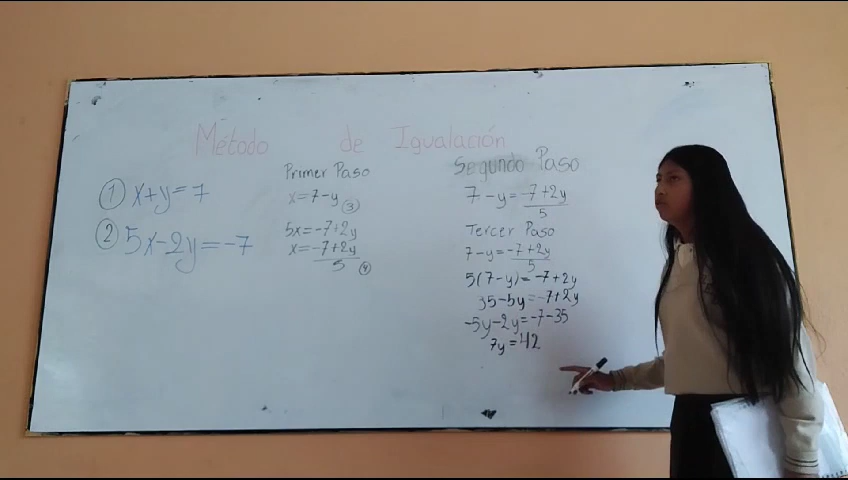 Método de Igualación
① x+y=7
② 5x-2y=-7
Primer Paso
x=7-y ③
5x=-7+2y
x=-7+2y
5 ④
Segundo Paso
7-y=-7+2y
5
Tercer Paso
7-y=-7+2y
5
5(7-y)=-7+2y
35-5y=-7+2y
-5y-2y=-7-35
7y=42